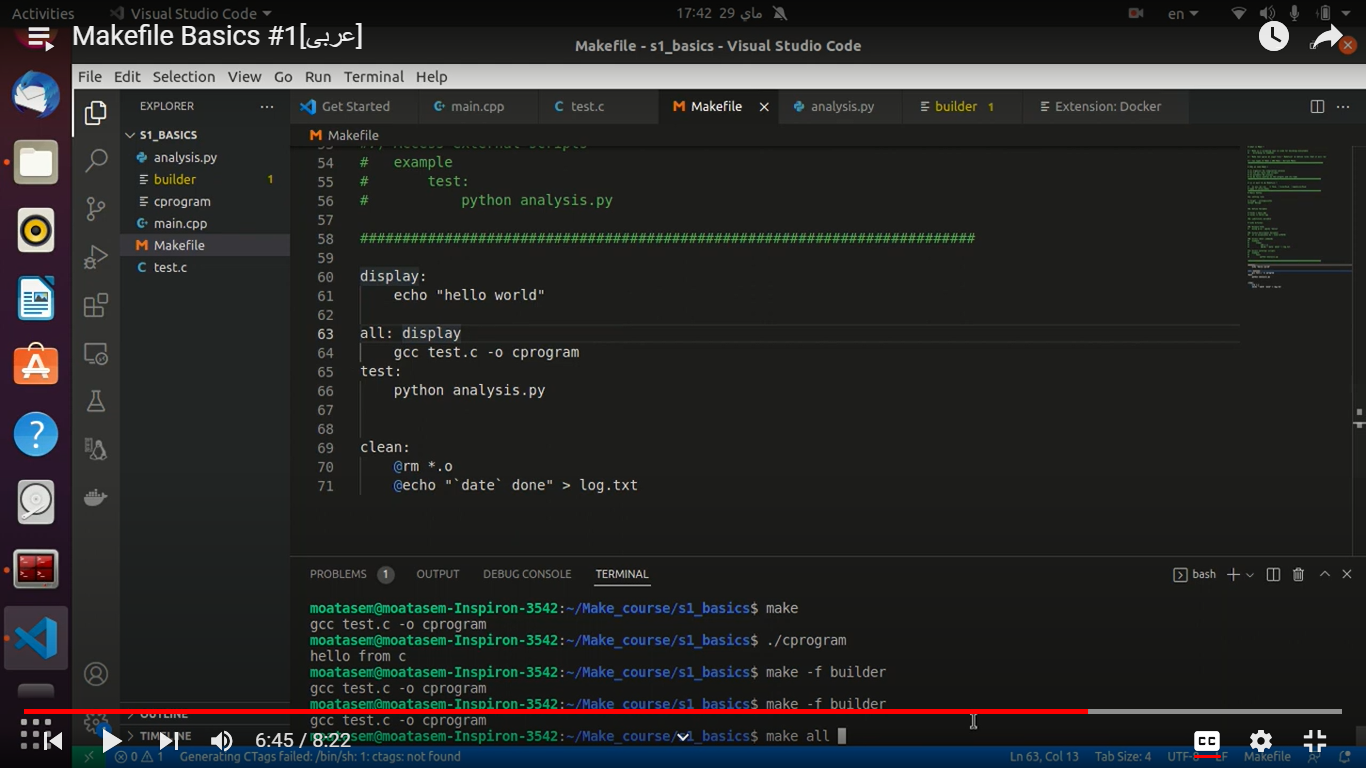 Activities
Visual Studio Code
17:42 29 ماي
en
Makefile Basics #1[عربى]
Makefile - s1_basics - Visual Studio Code
File Edit Selection View Go Run Terminal Help
EXPLORER
Get Started
main.cpp
test.c
Makefile
analysis.py
builder 1
Extension: Docker
S1_BASICS
analysis.py
builder 1
cprogram
main.cpp
Makefile
test.c
Makefile
54 # example
55 # test:
56 # python analysis.py
57
58 #########################################################################
59
60 display:
61 echo "hello world"
62
63 all: display
64 gcc test.c -o cprogram
65 test:
66 python analysis.py
67
68
69 clean:
70 @rm *.o
71 @echo "`date` done" > log.txt
PROBLEMS 1 OUTPUT DEBUG CONSOLE TERMINAL
bash
moatasem@moatasem-Inspiron-3542:~/Make_course/s1_basics$ make
gcc test.c -o cprogram
moatasem@moatasem-Inspiron-3542:~/Make_course/s1_basics$ ./cprogram
hello from c
moatasem@moatasem-Inspiron-3542:~/Make_course/s1_basics$ make -f builder
gcc test.c -o cprogram
moatasem@moatasem-Inspiron-3542:~/Make_course/s1_basics$ make -f builder
gcc test.c -o cprogram
moatasem@moatasem-Inspiron-3542:~/Make_course/s1_basics$ make all
OUTLINE
TIMELINE
6:45 / 8:22
CC
0 1 Generating CTags failed: /bin/sh: 1: ctags: not found
Ln 63, Col 13 Tab Size: 4 UTF-8 LF Makefile